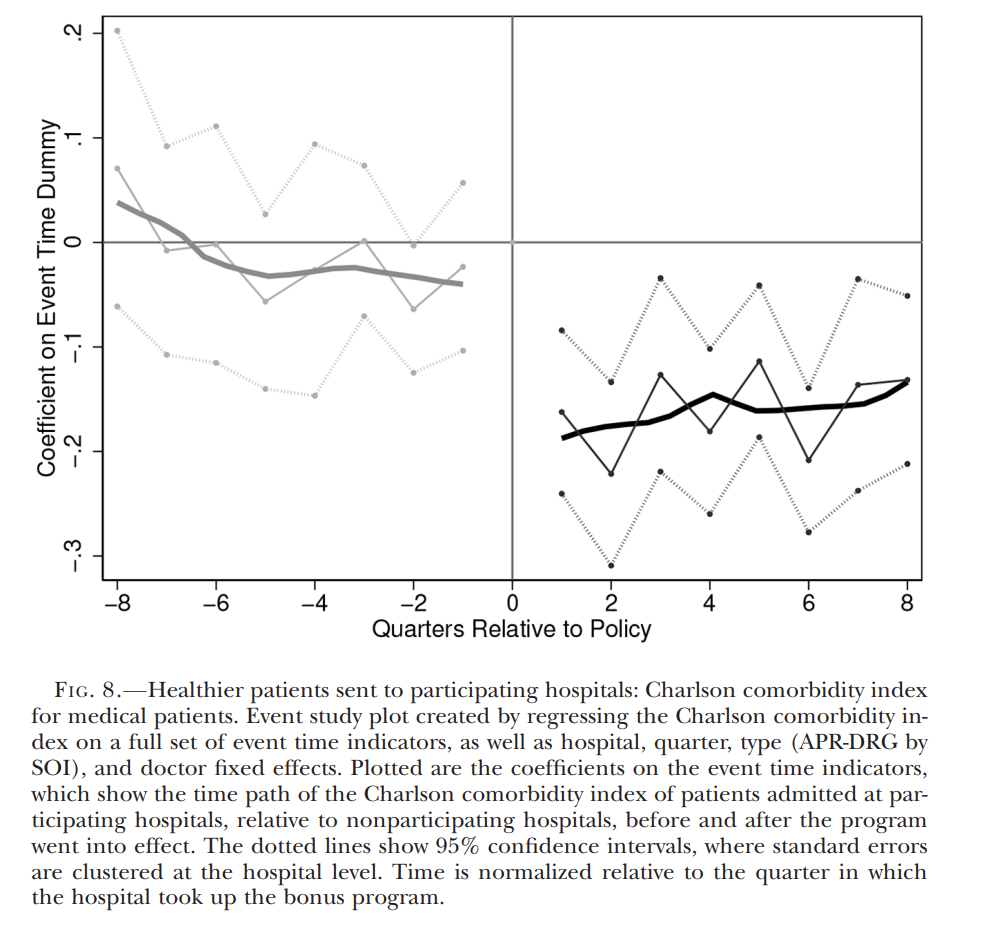 .2
.1
0
−.1
−.2
−.3
Coefficient on Event Time Dummy
−8 −6 −4 −2 0 2 4 6 8
Quarters Relative to Policy
FIG. 8.—Healthier patients sent to participating hospitals: Charlson comorbidity index
for medical patients. Event study plot created by regressing the Charlson comorbidity in-
dex on a full set of event time indicators, as well as hospital, quarter, type (APR-DRG by
SOI), and doctor fixed effects. Plotted are the coefficients on the event time indicators,
which show the time path of the Charlson comorbidity index of patients admitted at par-
ticipating hospitals, relative to nonparticipating hospitals, before and after the program
went into effect. The dotted lines show 95% confidence intervals, where standard errors
are clustered at the hospital level. Time is normalized relative to the quarter in which
the hospital took up the bonus program.